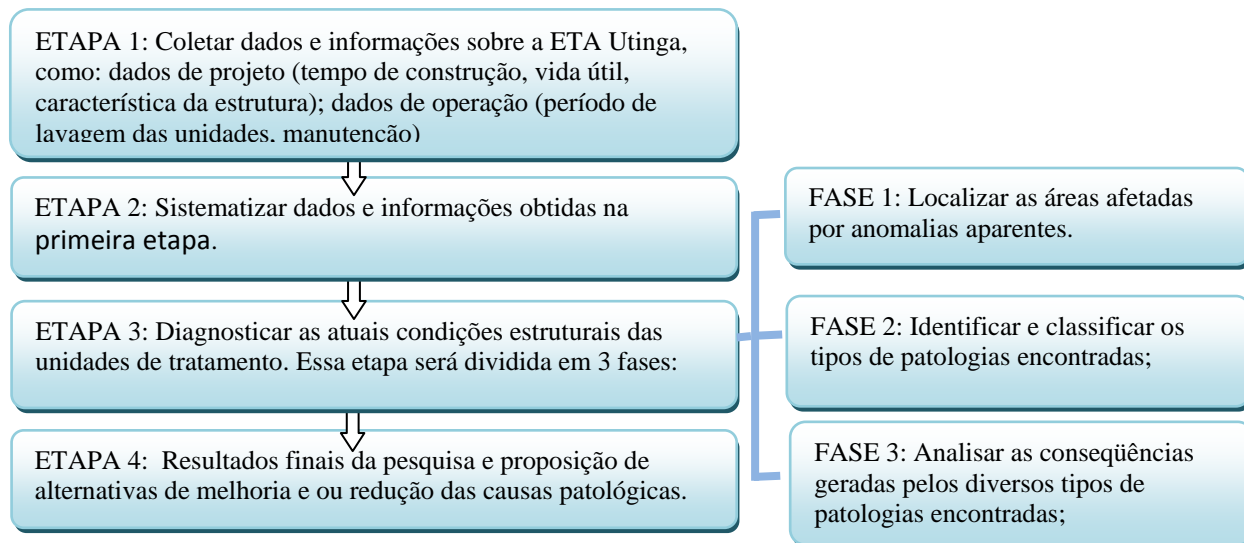 ETAPA 1: Coletar dados e informações sobre a ETA Utinga,
como: dados de projeto (tempo de construção, vida útil,
característica da estrutura); dados de operação (período de
lavagem das unidades, manutenção)
ETAPA 2: Sistematizar dados e informações obtidas na
primeira etapa.
ETAPA 3: Diagnosticar as atuais condições estruturais das
unidades de tratamento. Essa etapa será dividida em 3 fases:
ETAPA 4: Resultados finais da pesquisa e proposição de
alternativas de melhoria e ou redução das causas patológicas.
FASE 1: Localizar as áreas afetadas
por anomalias aparentes.
FASE 2: Identificar e classificar os
tipos de patologias encontradas;
FASE 3: Analisar as conseqüências
geradas pelos diversos tipos de
patologias encontradas;